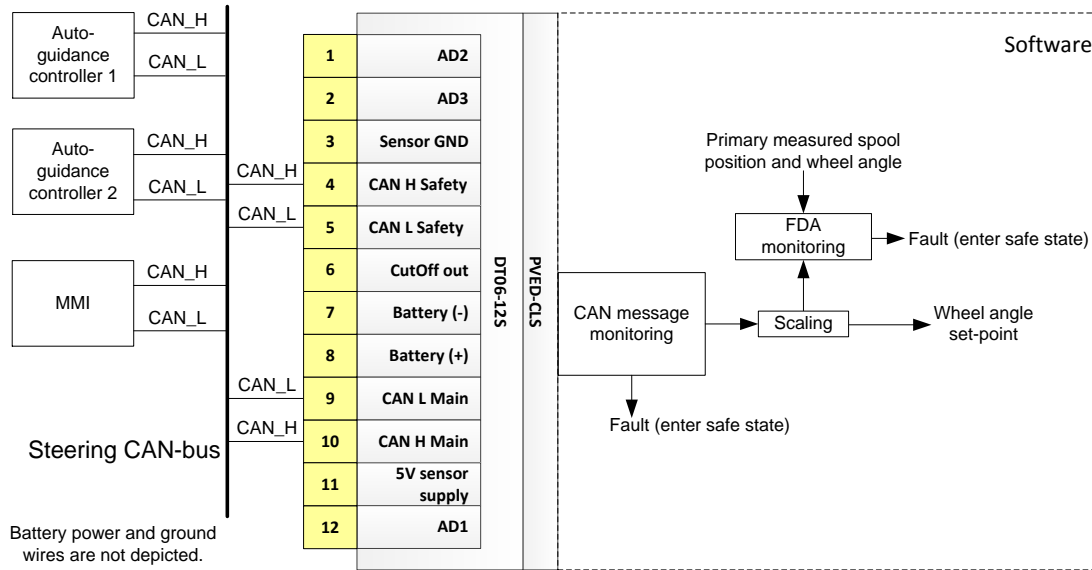 Auto-
guidance
controller 1
CAN_H
CAN_L
Auto-
guidance
controller 2
CAN_H
CAN_L
MMI
CAN_H
CAN_L
Steering CAN-bus
Battery power and ground
wires are not depicted.
CAN_H
CAN_L
CAN_L
CAN_H
1 AD2
2 AD3
3 Sensor GND
4 CAN H Safety
5 CAN L Safety
6 CutOff out
7 Battery (-)
8 Battery (+)
9 CAN L Main
10 CAN H Main
11 5V sensor
supply
12 AD1
DT06-12S
PVED-CLS
Software
Primary measured spool
position and wheel angle
FDA
monitoring
Fault (enter safe state)
CAN message
monitoring
Scaling
Wheel angle
set-point
Fault (enter safe state)